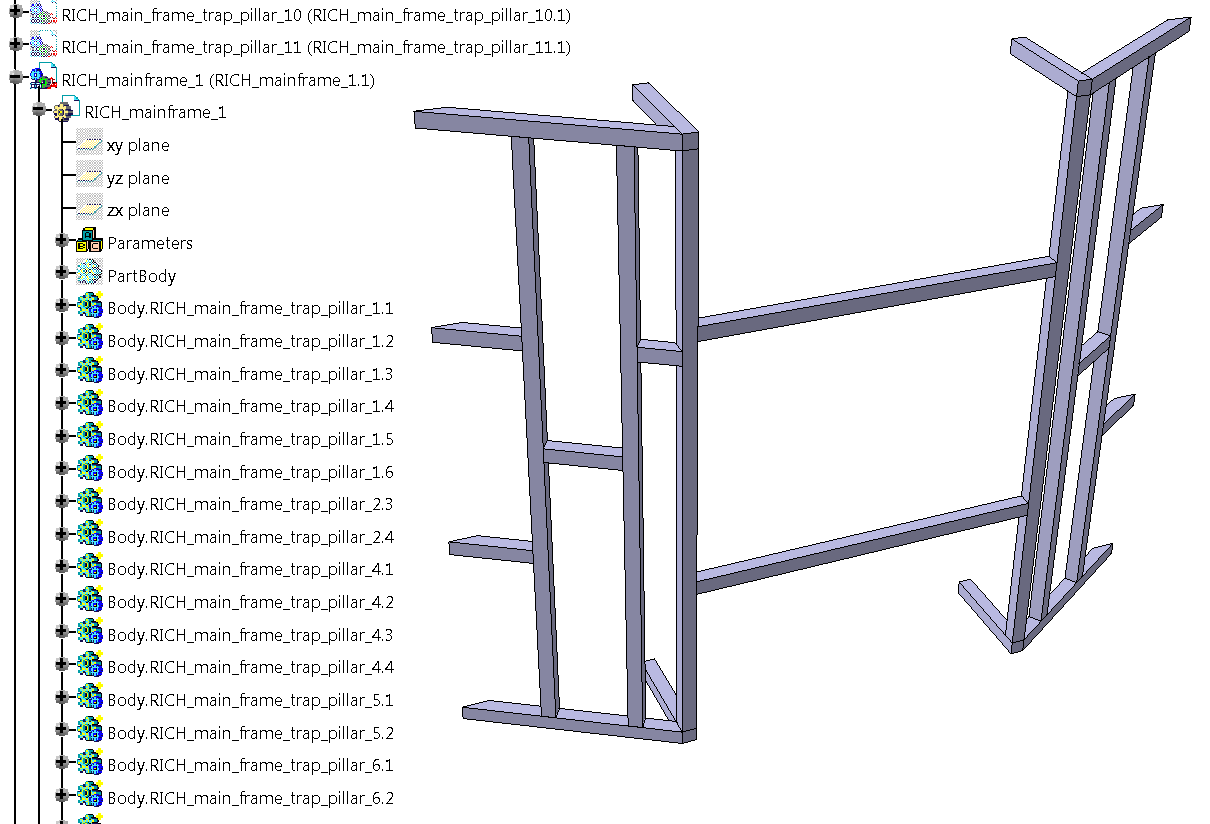 RICH_main_frame_trap_pillar_10 (RICH_main_frame_trap_pillar_10.1)
RICH_main_frame_trap_pillar_11 (RICH_main_frame_trap_pillar_11.1)
RICH_mainframe_1 (RICH_mainframe_1.1)
RICH_mainframe_1
xy plane
yz plane
zx plane
Parameters
PartBody
Body.RICH_main_frame_trap_pillar_1.1
Body.RICH_main_frame_trap_pillar_1.2
Body.RICH_main_frame_trap_pillar_1.3
Body.RICH_main_frame_trap_pillar_1.4
Body.RICH_main_frame_trap_pillar_1.5
Body.RICH_main_frame_trap_pillar_1.6
Body.RICH_main_frame_trap_pillar_2.3
Body.RICH_main_frame_trap_pillar_2.4
Body.RICH_main_frame_trap_pillar_4.1
Body.RICH_main_frame_trap_pillar_4.2
Body.RICH_main_frame_trap_pillar_4.3
Body.RICH_main_frame_trap_pillar_4.4
Body.RICH_main_frame_trap_pillar_5.1
Body.RICH_main_frame_trap_pillar_5.2
Body.RICH_main_frame_trap_pillar_6.1
Body.RICH_main_frame_trap_pillar_6.2